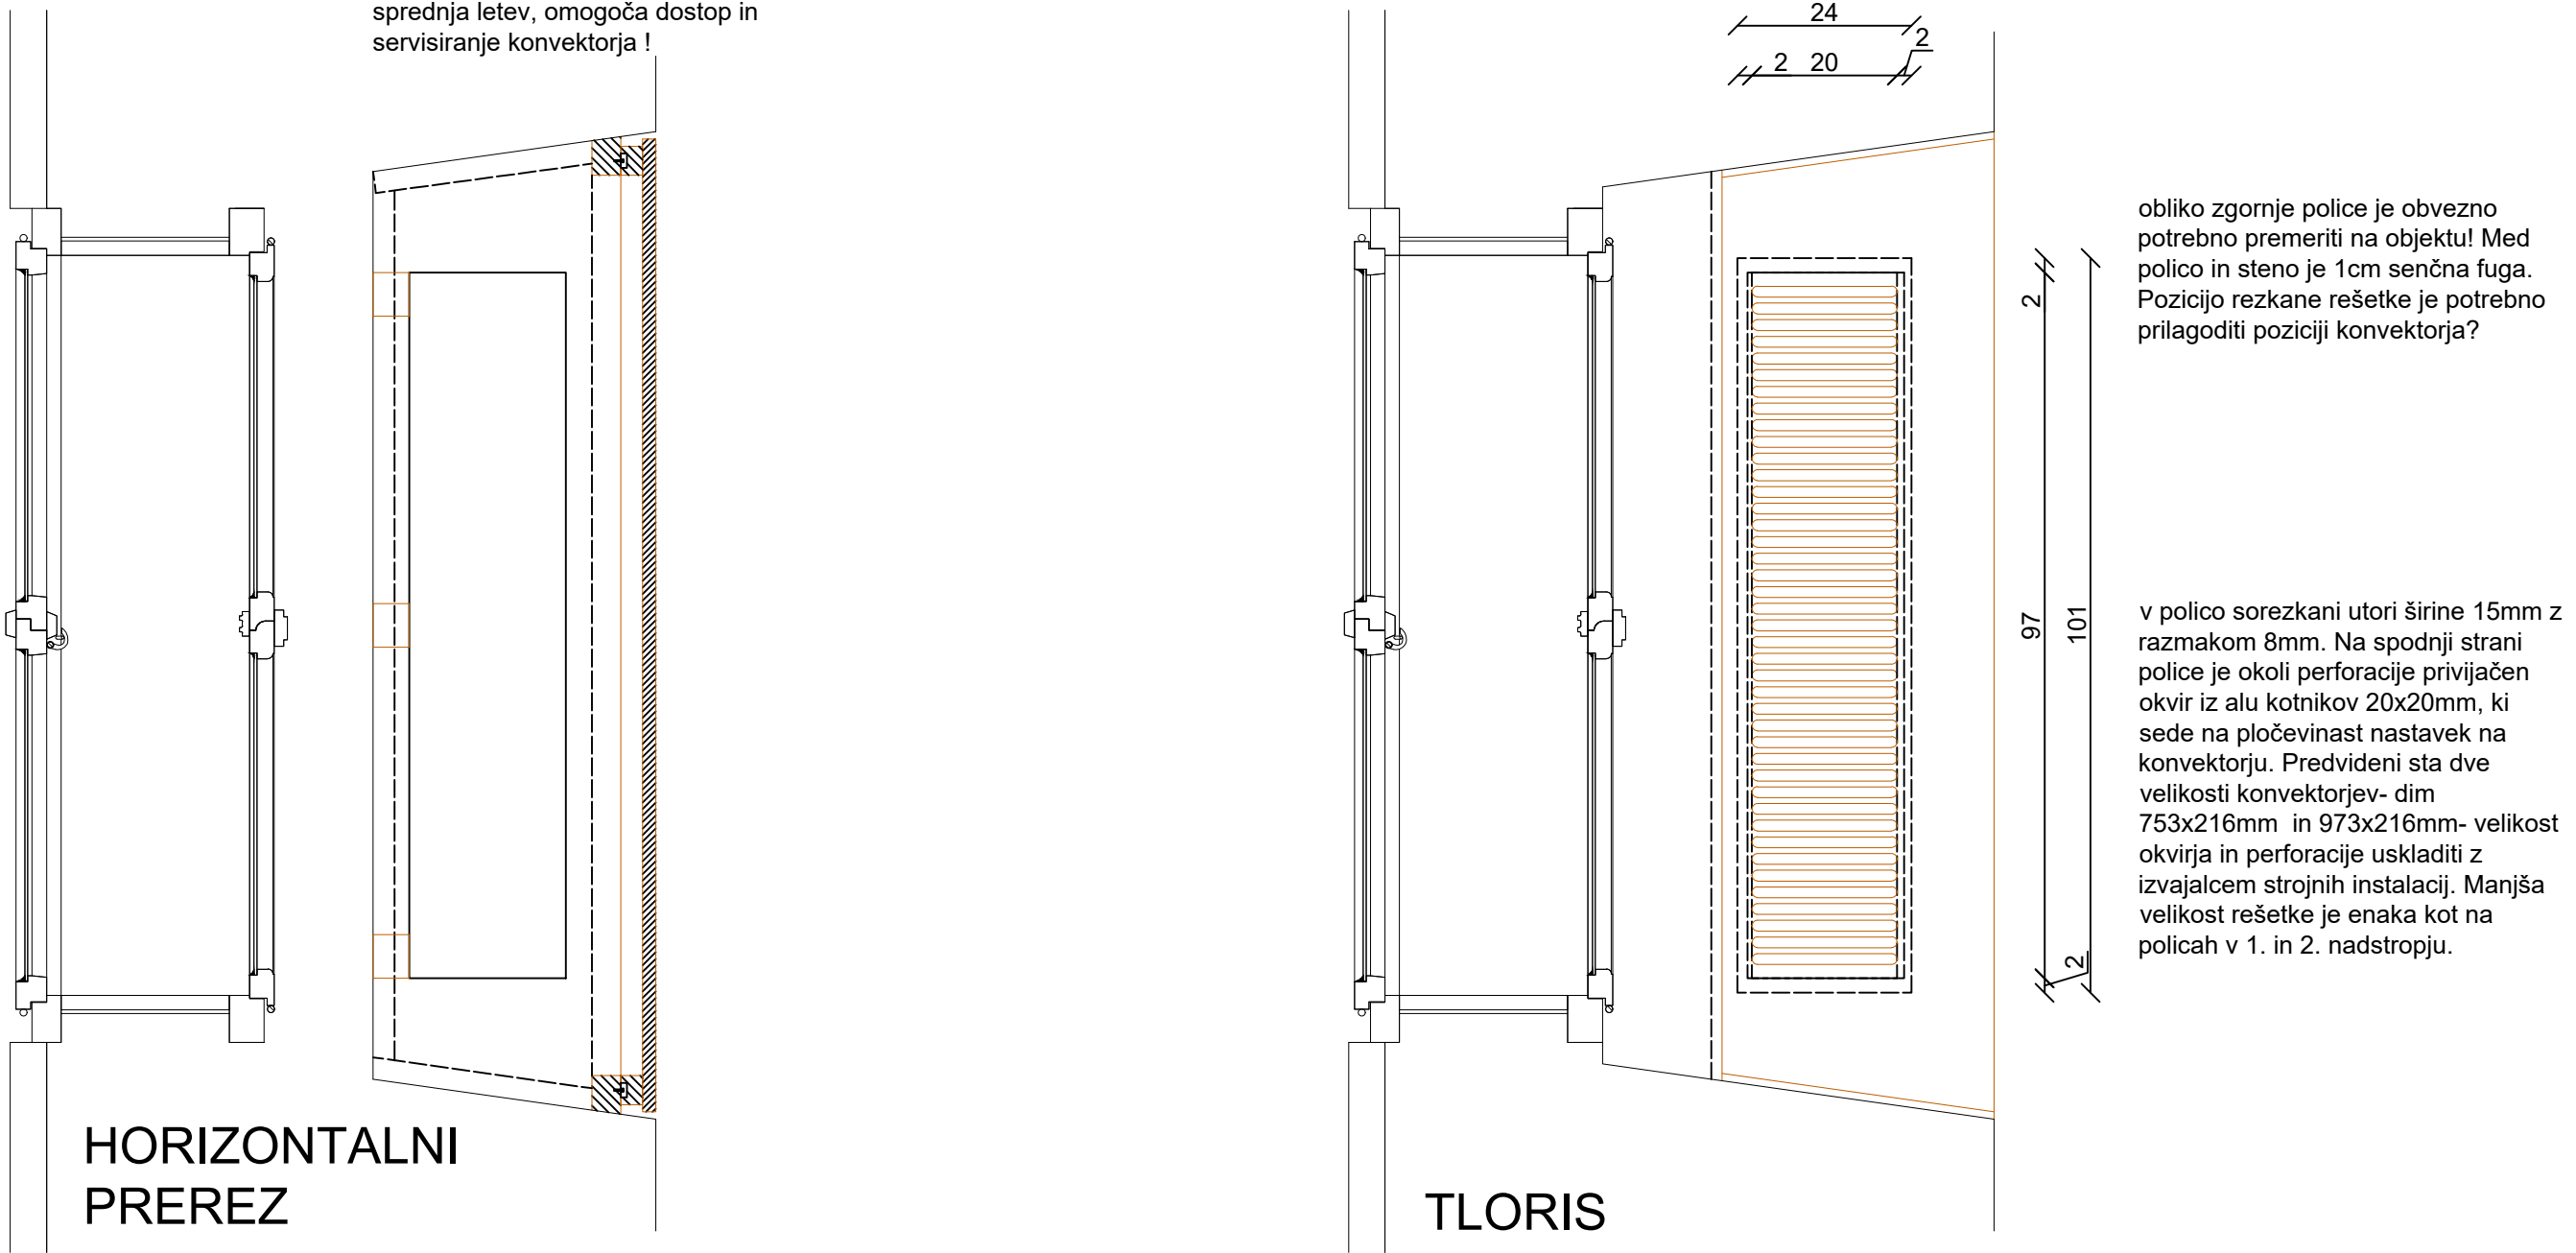 sprednja letev, omogoča dostop in
servisiranje konvektorja !
HORIZONTALNI
PREREZ
24
2
2 20
2
97
101
2
TLORIS
obliko zgornje police je obvezno
potrebno premeriti na objektu! Med
polico in steno je 1cm senčna fuga.
Pozicijo rezkane rešetke je potrebno
prilagoditi poziciji konvektorja?
v polico sorezkani utori širine 15mm z
razmakom 8mm. Na spodnji strani
police je okoli perforacije privijačen
okvir iz alu kotnikov 20x20mm, ki
sede na pločevinast nastavek na
konvektorju. Predvideni sta dve
velikosti konvektorjev- dim
753x216mm  in 973x216mm- velikost
okvirja in perforacije uskladiti z
izvajalcem strojnih instalacij. Manjša
velikost rešetke je enaka kot na
policah v 1. in 2. nadstropju.